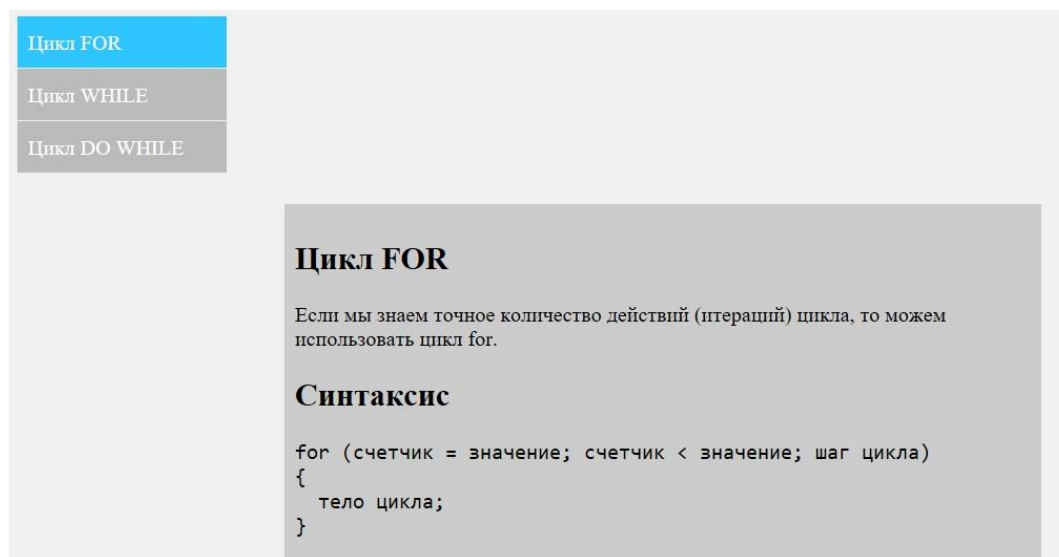 Цикл FOR
Цикл WHILE
Цикл DO WHILE
Цикл FOR
Если мы знаем точное количество действий (итераций) цикла, то можем
использовать цикл for.
Синтаксис
for (счетчик = значение; счетчик < значение; шаг цикла)
{
  тело цикла;
}